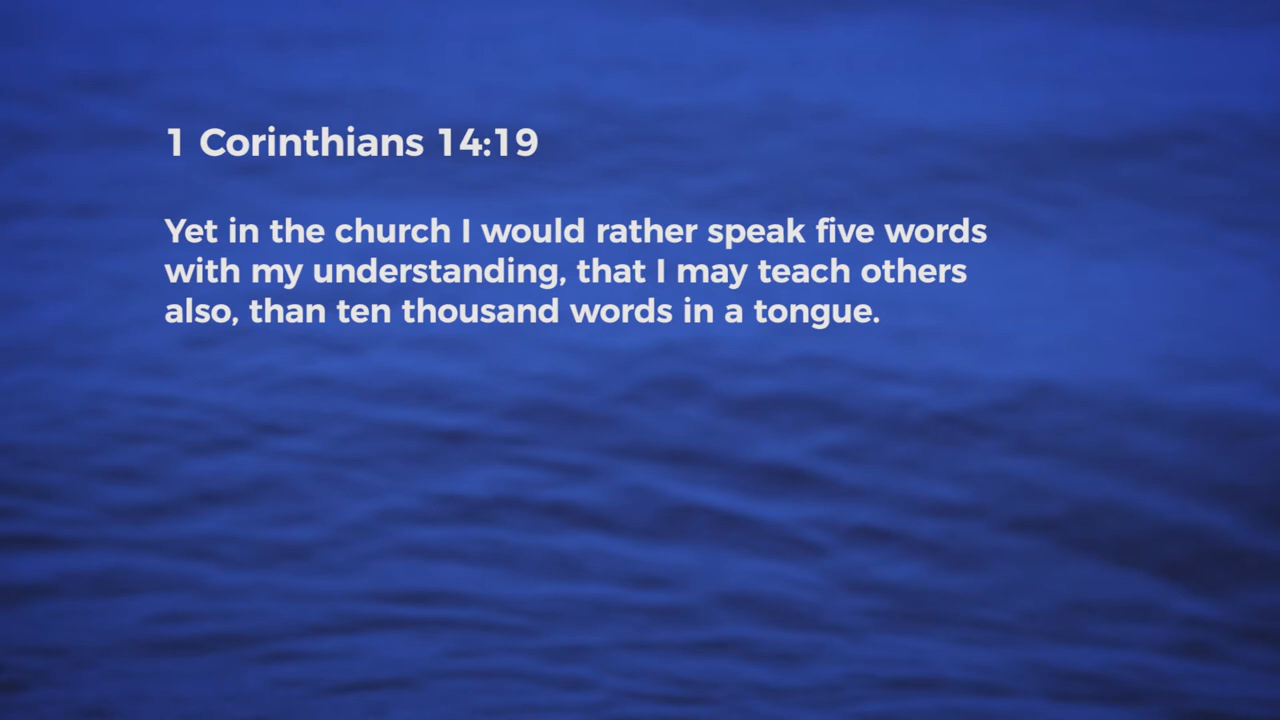 1 Corinthians 14:19
Yet in the church I would rather speak five words
with my understanding, that I may teach others
also, than ten thousand words in a tongue.